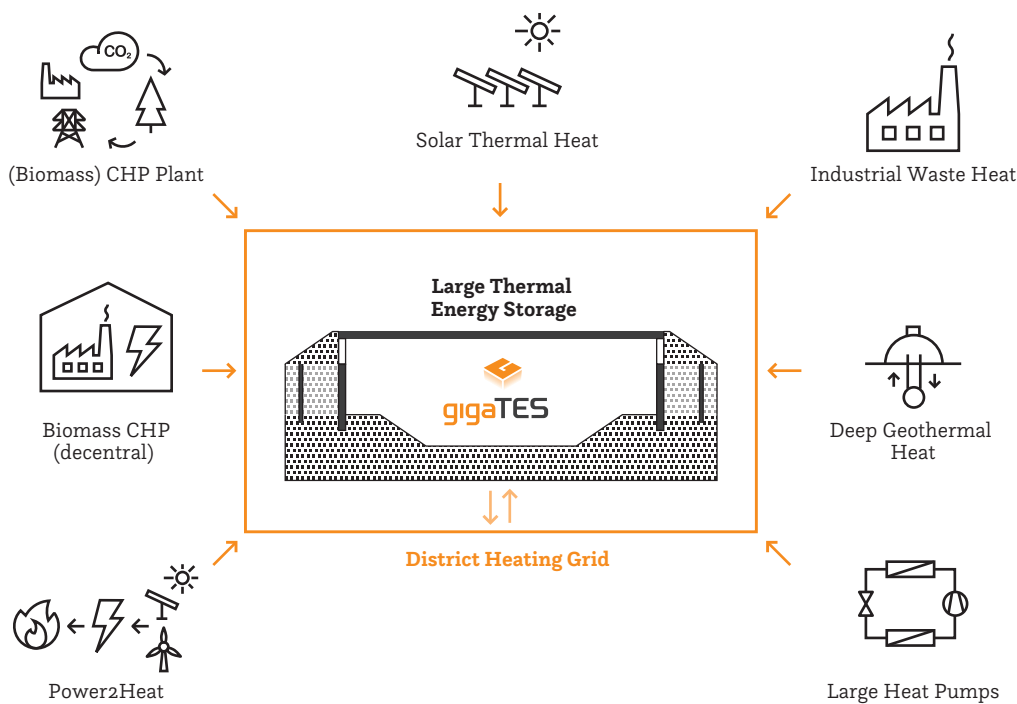 CO₂
(Biomass) CHP Plant
Solar Thermal Heat
Industrial Waste Heat
Large Thermal
Energy Storage
gigaTES
Biomass CHP
(decentral)
Deep Geothermal
Heat
District Heating Grid
Power2Heat
Large Heat Pumps